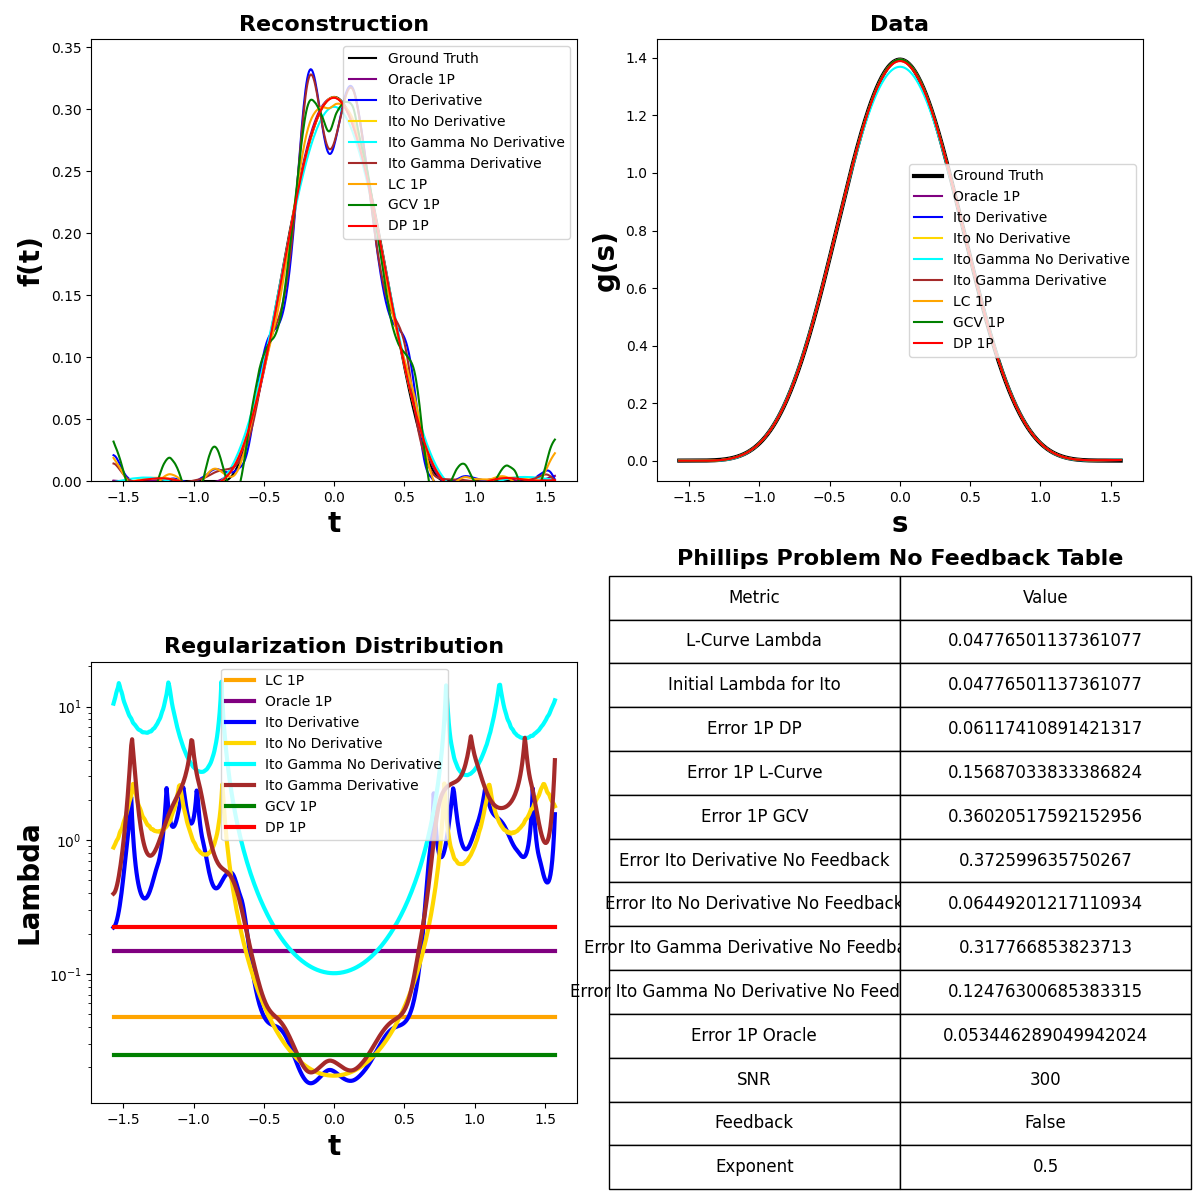 Reconstruction
f(t)
0.35
0.30
0.25
0.20
0.15
0.10
0.05
0.00
Ground Truth
Oracle 1P
Ito Derivative
Ito No Derivative
Ito Gamma No Derivative
Ito Gamma Derivative
LC 1P
GCV 1P
DP 1P
−1.5 −1.0 −0.5 0.0 0.5 1.0 1.5
t
Data
g(s)
1.4
1.2
1.0
0.8
0.6
0.4
0.2
0.0
Ground Truth
Oracle 1P
Ito Derivative
Ito No Derivative
Ito Gamma No Derivative
Ito Gamma Derivative
LC 1P
GCV 1P
DP 1P
−1.5 −1.0 −0.5 0.0 0.5 1.0 1.5
s
Regularization Distribution
Lambda
10¹
10⁰
10⁻¹
LC 1P
Oracle 1P
Ito Derivative
Ito No Derivative
Ito Gamma No Derivative
Ito Gamma Derivative
GCV 1P
DP 1P
−1.5 −1.0 −0.5 0.0 0.5 1.0 1.5
t
Phillips Problem No Feedback Table
Metric Value
L-Curve Lambda 0.04776501137361077
Initial Lambda for Ito 0.04776501137361077
Error 1P DP 0.06117410891421317
Error 1P L-Curve 0.15687033833386824
Error 1P GCV 0.36020517592152956
Error Ito Derivative No Feedback 0.372599635750267
Error Ito No Derivative No Feedback 0.06449201217110934
Error Ito Gamma Derivative No Feedba 0.317766853823713
Error Ito Gamma No Derivative No Feed 0.12476300685383315
Error 1P Oracle 0.053446289049942024
SNR 300
Feedback False
Exponent 0.5